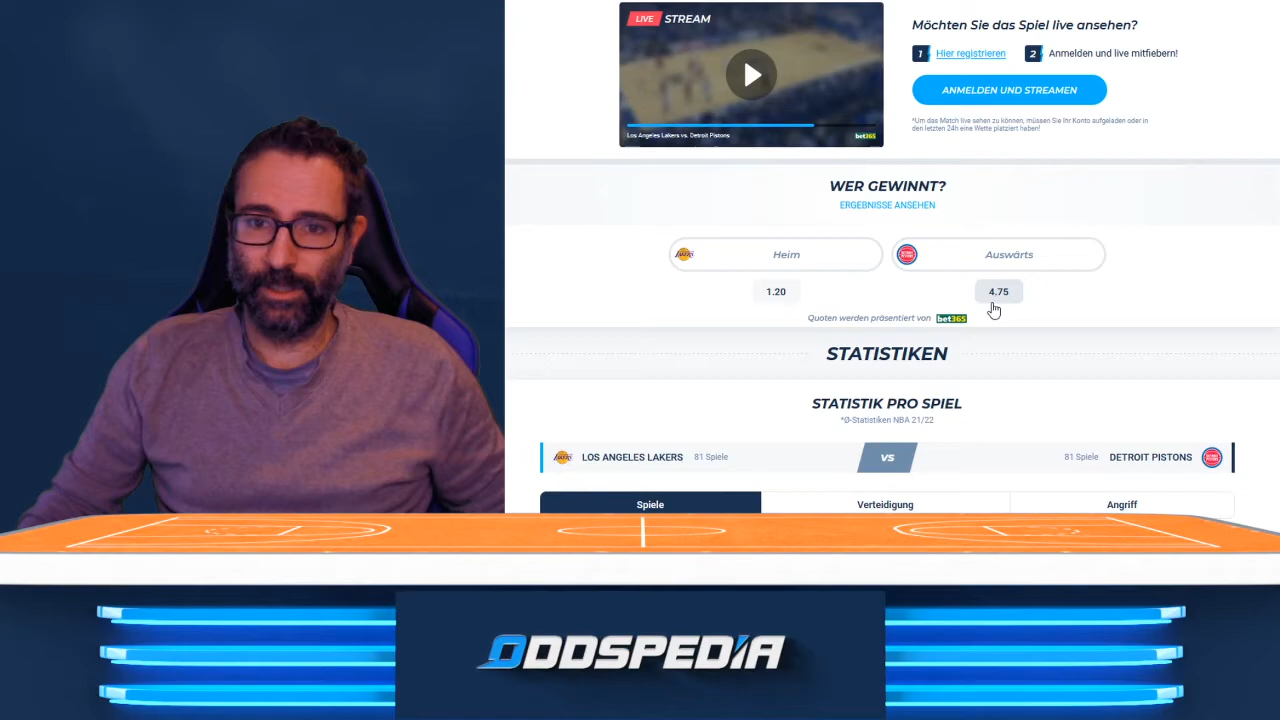 LIVE STREAM
Los Angeles Lakers vs. Detroit Pistons
bet365
Möchten Sie das Spiel live ansehen?
1 Hier registrieren 2 Anmelden und live mitfiebern!
ANMELDEN UND STREAMEN
*Um das Match live sehen zu können, müssen Sie Ihr Konto aufgeladen oder in
den letzten 24h eine Wette platziert haben!
WER GEWINNT?
ERGEBNISSE ANSEHEN
LAKERS Heim
DETROIT PISTONS Auswärts
1.20 4.75
Quoten werden präsentiert von bet365
STATISTIKEN
STATISTIK PRO SPIEL
*Ø-Statistiken NBA 21/22
LAKERS LOS ANGELES LAKERS 81 Spiele VS 81 Spiele DETROIT PISTONS
Spiele Verteidigung Angriff
ODDSPEDIA